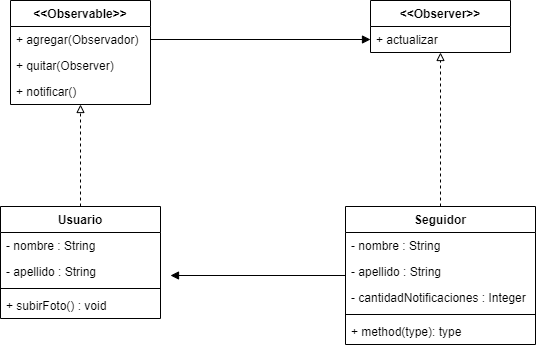 <<Observable>>
+ agregar(Observador)
+ quitar(Observer)
+ notificar()
<<Observer>>
+ actualizar
Usuario
- nombre : String
- apellido : String
+ subirFoto() : void
Seguidor
- nombre : String
- apellido : String
- cantidadNotificaciones : Integer
+ method(type): type